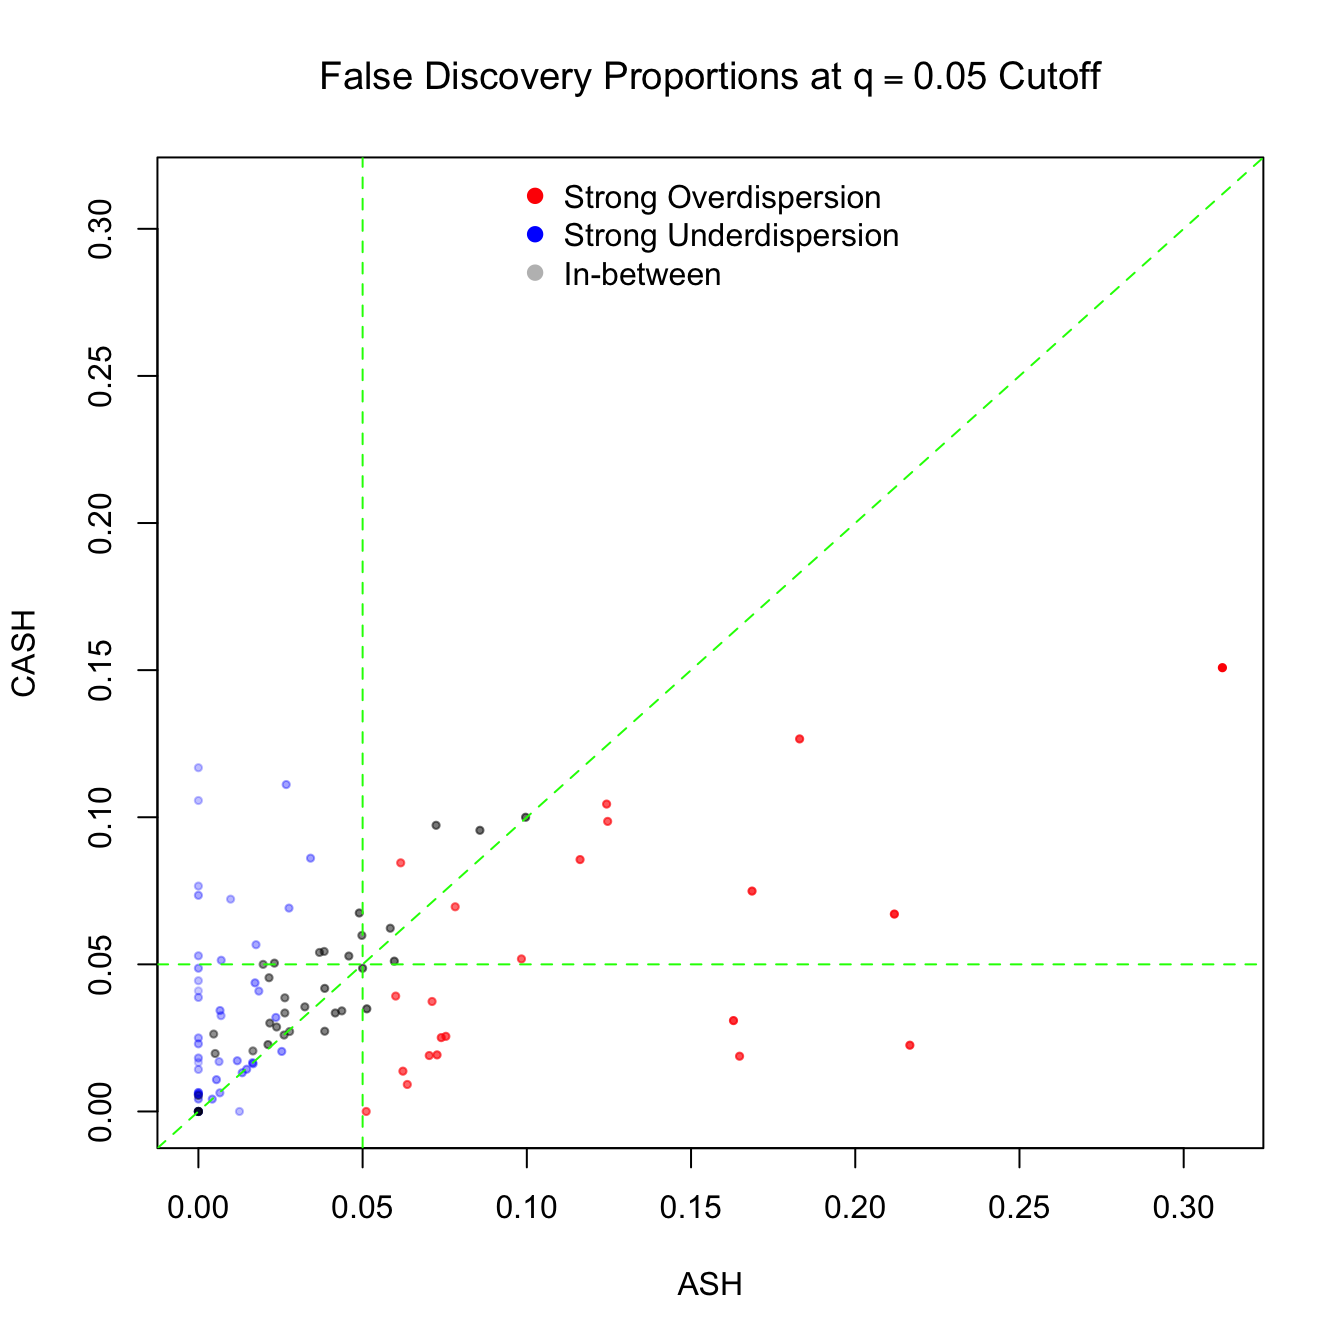 False Discovery Proportions at q = 0.05 Cutoff
Strong Overdispersion
Strong Underdispersion
In-between
CASH
0.30
0.25
0.20
0.15
0.10
0.05
0.00
0.00 0.05 0.10 0.15 0.20 0.25 0.30
ASH